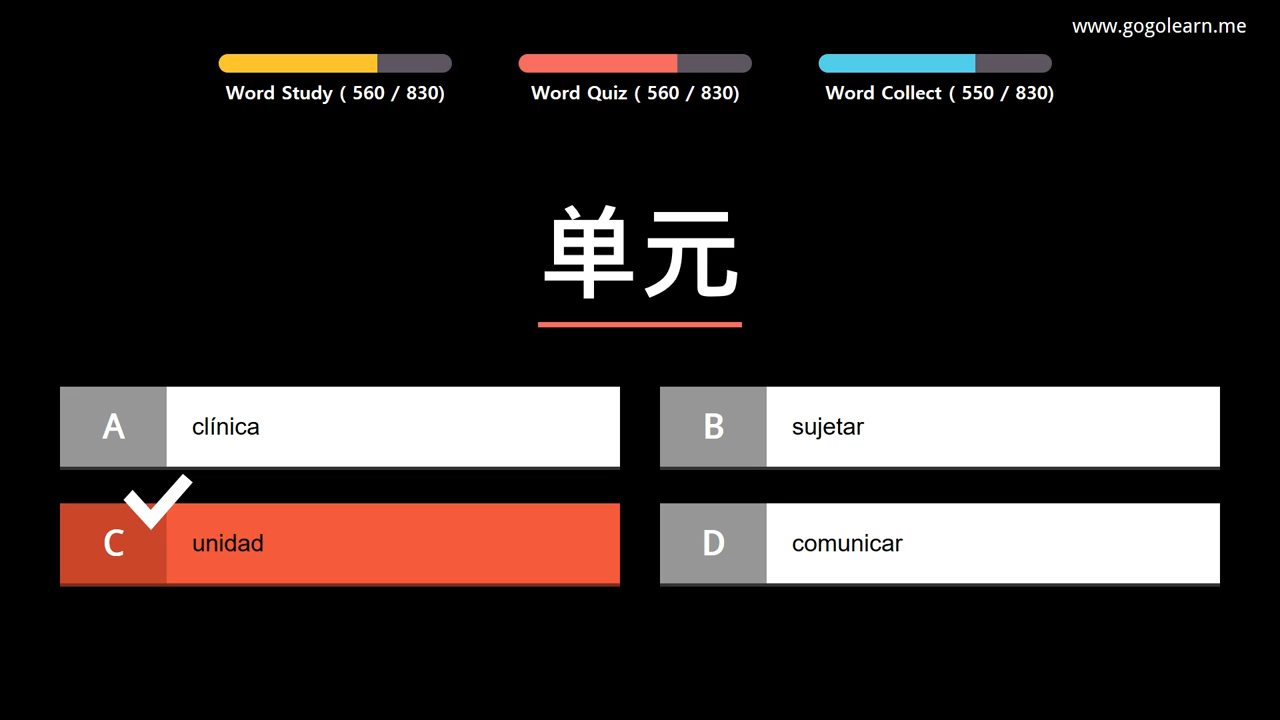 www.gogolearn.me
Word Study ( 560 / 830)
Word Quiz ( 560 / 830)
Word Collect ( 550 / 830)
单元
A clínica
B sujetar
C unidad
D comunicar